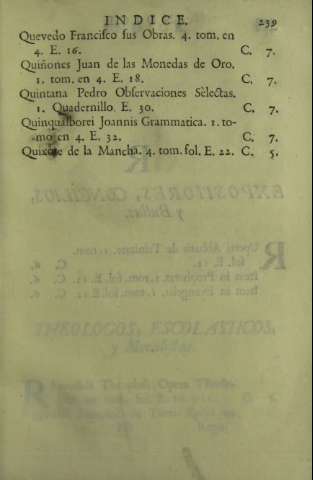 INDICE. 239
Quevedo Francisco sus Obras. 4. tom. en
4. E. 16. C. 7.
Quiñones Juan de las Monedas de Oro.
1. tom. en 4. E. 18. C. 7.
Quintana Pedro Observaciones Selectas.
1. Quadernillo. E. 30. C. 7.
Quinqualborei Joannis Grammatica. 1. to-
mo en 4. E. 32. C. 7.
Quixote de la Mancha. 4. tom. fol. E. 22. C. 5.